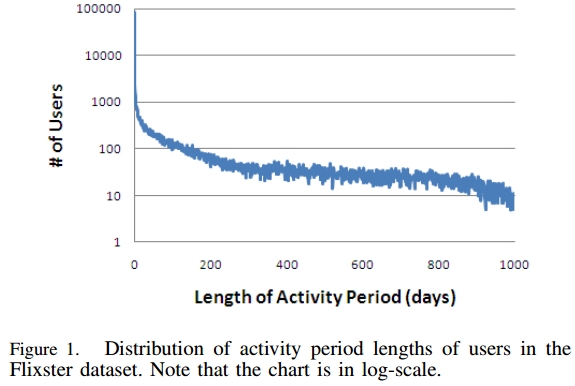 100000
10000
1000
100
10
1
# of Users
0 200 400 600 800 1000
Length of Activity Period (days)
Figure 1. Distribution of activity period lengths of users in the
Flixster dataset. Note that the chart is in log-scale.